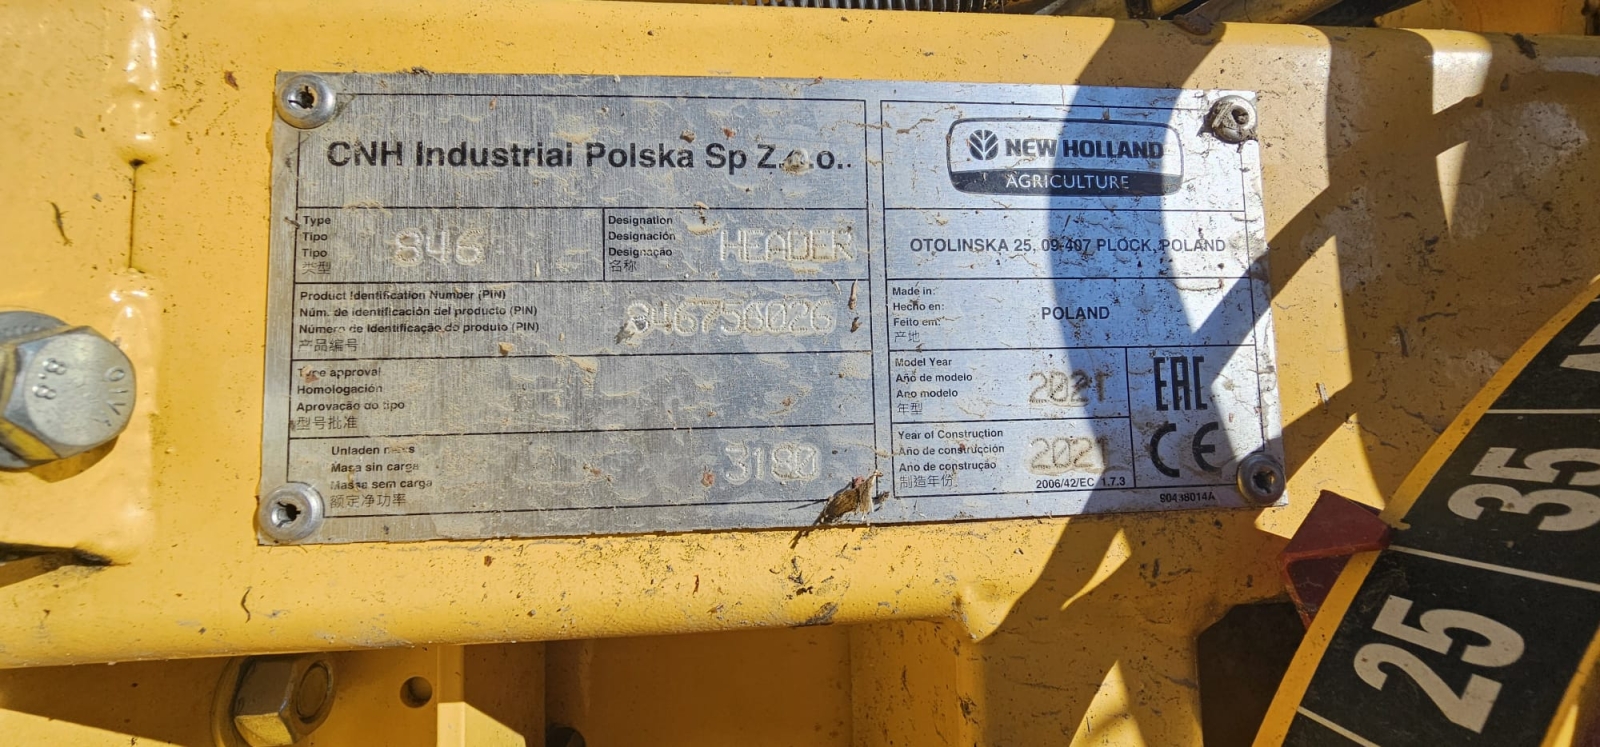 CNH Industrial Polska Sp Z.o.o..
NEW HOLLAND
AGRICULTURE
Type
Tipo
Tipo
类型
846
Designation
Designación
Designação
名称
HEADER
OTOLINSKA 25, 09-407 PLOCK, POLAND
Product Identification Number (PIN)
Núm. de identificación del producto (PIN)
Número de identificação do produto (PIN)
产品编号
846756026
Made in:
Hecho en:
Feito em:
产地
POLAND
Type approval
Homologación
Aprovação do tipo
型号批准
Model Year
Año de modelo
Ano modelo
年型
2021
EAC
CE
Unladen mass
Masa sin carga
Massa sem carga
额定净功率
3180
Year of Construction
Año de construcción
Ano de construção
制造年份
2021
2006/42/EC 1.7.3
90438014A
8.8
35
25